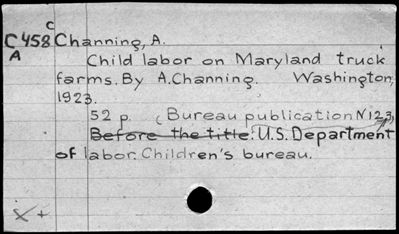 C
C458 Channing, A.
A
Child labor on Maryland truck
farms. By A. Channing. Washington,
1923.
52 p. (Bureau publication N 123),
Before the title: U.S. Department
of labor. Children's bureau.
x +